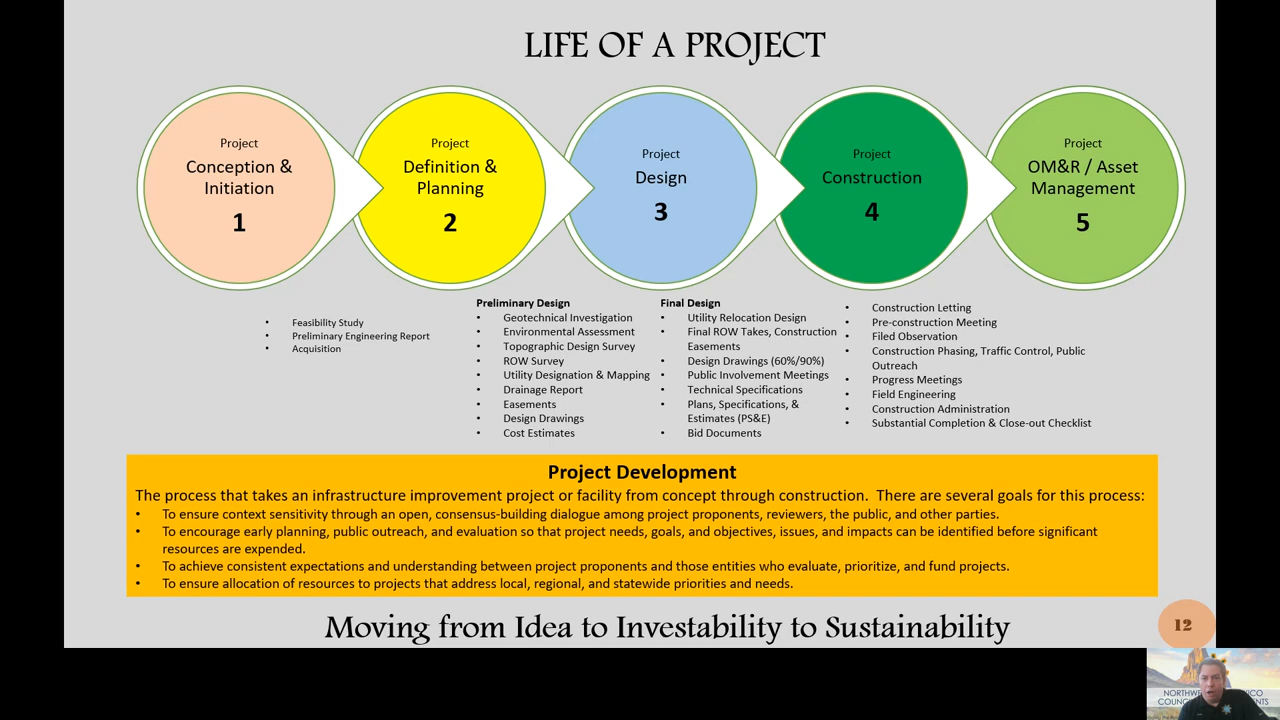 LIFE OF A PROJECT
Project
Conception &
Initiation
1
Project
Definition &
Planning
2
Project
Design
3
Project
Construction
4
Project
OM&R / Asset
Management
5
• Feasibility Study
• Preliminary Engineering Report
• Acquisition
Preliminary Design
• Geotechnical Investigation
• Environmental Assessment
• Topographic Design Survey
• ROW Survey
• Utility Designation & Mapping
• Drainage Report
• Easements
• Design Drawings
• Cost Estimates
Final Design
• Utility Relocation Design
• Final ROW Takes, Construction
Easements
• Design Drawings (60%/90%)
• Public Involvement Meetings
• Technical Specifications
• Plans, Specifications, &
Estimates (PS&E)
• Bid Documents
• Construction Letting
• Pre-construction Meeting
• Filed Observation
• Construction Phasing, Traffic Control, Public
Outreach
• Progress Meetings
• Field Engineering
• Construction Administration
• Substantial Completion & Close-out Checklist
Project Development
The process that takes an infrastructure improvement project or facility from concept through construction. There are several goals for this process:
• To ensure context sensitivity through an open, consensus-building dialogue among project proponents, reviewers, the public, and other parties.
• To encourage early planning, public outreach, and evaluation so that project needs, goals, and objectives, issues, and impacts can be identified before significant
resources are expended.
• To achieve consistent expectations and understanding between project proponents and those entities who evaluate, prioritize, and fund projects.
• To ensure allocation of resources to projects that address local, regional, and statewide priorities and needs.
Moving from Idea to Investability to Sustainability
12